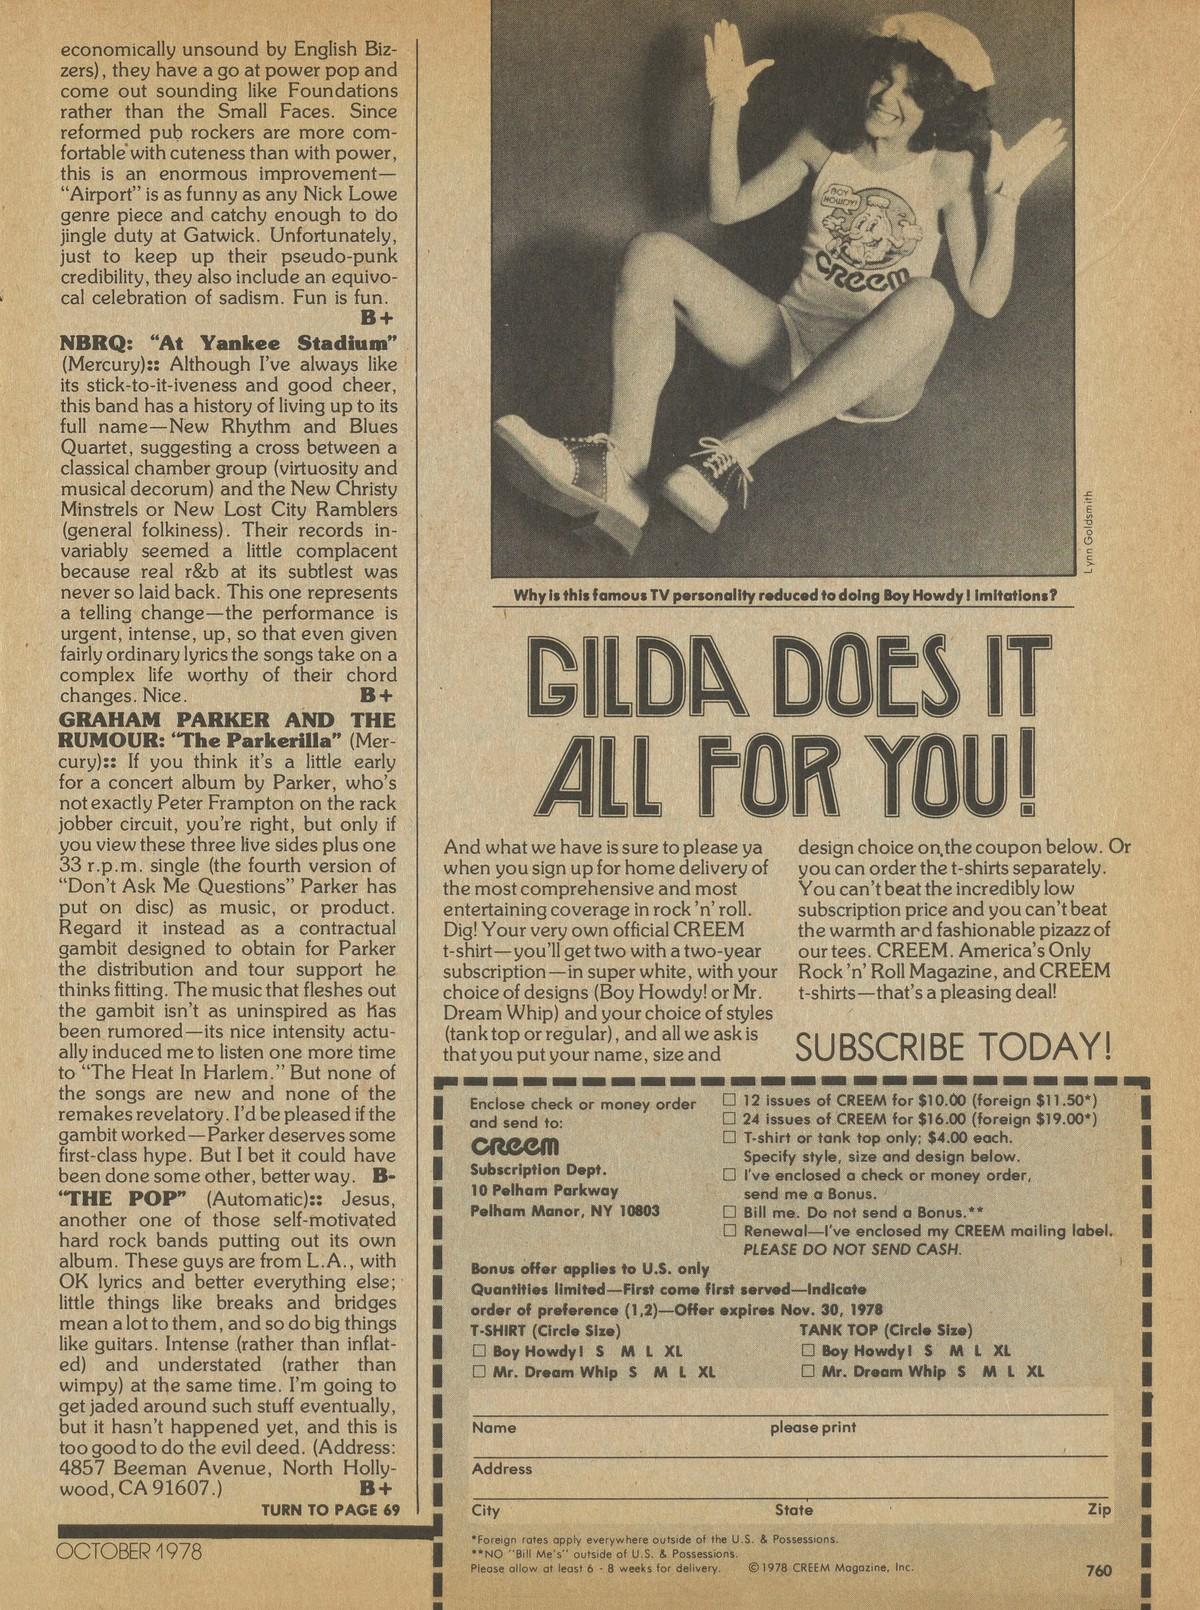 economically unsound by English Biz-
zers), they have a go at power pop and
come out sounding like Foundations
rather than the Small Faces. Since
reformed pub rockers are more com-
fortable with cuteness than with power,
this is an enormous improvement—
“Airport” is as funny as any Nick Lowe
genre piece and catchy enough to do
jingle duty at Gatwick. Unfortunately,
just to keep up their pseudo-punk
credibility, they also include an equivo-
cal celebration of sadism. Fun is fun.
B+
NBRQ: “At Yankee Stadium”
(Mercury):: Although I’ve always like
its stick-to-it-iveness and good cheer,
this band has a history of living up to its
full name—New Rhythm and Blues
Quartet, suggesting a cross between a
classical chamber group (virtuosity and
musical decorum) and the New Christy
Minstrels or New Lost City Ramblers
(general folkiness). Their records in-
variably seemed a little complacent
because real r&b at its subtlest was
never so laid back. This one represents
a telling change—the performance is
urgent, intense, up, so that even given
fairly ordinary lyrics the songs take on a
complex life worthy of their chord
changes. Nice. B+
GRAHAM PARKER AND THE
RUMOUR: “The Parkerilla” (Mer-
cury):: If you think it’s a little early
for a concert album by Parker, who’s
not exactly Peter Frampton on the rack
jobber circuit, you’re right, but only if
you view these three live sides plus one
33 r.p.m. single (the fourth version of
“Don’t Ask Me Questions” Parker has
put on disc) as music, or product.
Regard it instead as a contractual
gambit designed to obtain for Parker
the distribution and tour support he
thinks fitting. The music that fleshes out
the gambit isn’t as uninspired as has
been rumored—its nice intensity actu-
ally induced me to listen one more time
to “The Heat In Harlem.” But none of
the songs are new and none of the
remakes revelatory. I’d be pleased if the
gambit worked—Parker deserves some
first-class hype. But I bet it could have
been done some other, better way. B-
“THE POP” (Automatic):: Jesus,
another one of those self-motivated
hard rock bands putting out its own
album. These guys are from L.A., with
OK lyrics and better everything else;
little things like breaks and bridges
mean a lot to them, and so do big things
like guitars. Intense (rather than inflat-
ed) and understated (rather than
wimpy) at the same time. I’m going to
get jaded around such stuff eventually,
but it hasn’t happened yet, and this is
too good to do the evil deed. (Address:
4857 Beeman Avenue, North Holly-
wood, CA 91607.) B+
TURN TO PAGE 69
OCTOBER 1978
BOY
HOWDY!
CREEM
Lynn Goldsmith
Why is this famous TV personality reduced to doing Boy Howdy! imitations?
GILDA DOES IT
ALL FOR YOU!
And what we have is sure to please ya
when you sign up for home delivery of
the most comprehensive and most
entertaining coverage in rock ’n’ roll.
Dig! Your very own official CREEM
t-shirt—you’ll get two with a two-year
subscription—in super white, with your
choice of designs (Boy Howdy! or Mr.
Dream Whip) and your choice of styles
(tank top or regular), and all we ask is
that you put your name, size and
design choice on the coupon below. Or
you can order the t-shirts separately.
You can’t beat the incredibly low
subscription price and you can’t beat
the warmth and fashionable pizazz of
our tees. CREEM. America’s Only
Rock ’n’ Roll Magazine, and CREEM
t-shirts—that’s a pleasing deal!
SUBSCRIBE TODAY!
Enclose check or money order
and send to:
CREEM
Subscription Dept.
10 Pelham Parkway
Pelham Manor, NY 10803
☐ 12 issues of CREEM for $10.00 (foreign $11.50*)
☐ 24 issues of CREEM for $16.00 (foreign $19.00*)
☐ T-shirt or tank top only; $4.00 each.
Specify style, size and design below.
☐ I’ve enclosed a check or money order,
send me a Bonus.
☐ Bill me. Do not send a Bonus.**
☐ Renewal—I’ve enclosed my CREEM mailing label.
PLEASE DO NOT SEND CASH.
Bonus offer applies to U.S. only
Quantities limited—First come first served—Indicate
order of preference (1,2)—Offer expires Nov. 30, 1978
T-SHIRT (Circle Size) TANK TOP (Circle Size)
☐ Boy Howdy! S M L XL ☐ Boy Howdy! S M L XL
☐ Mr. Dream Whip S M L XL ☐ Mr. Dream Whip S M L XL
Name please print
Address
City State Zip
*Foreign rates apply everywhere outside of the U.S. & Possessions.
**NO “Bill Me’s” outside of U.S. & Possessions.
Please allow at least 6 - 8 weeks for delivery. ©1978 CREEM Magazine, Inc. 760